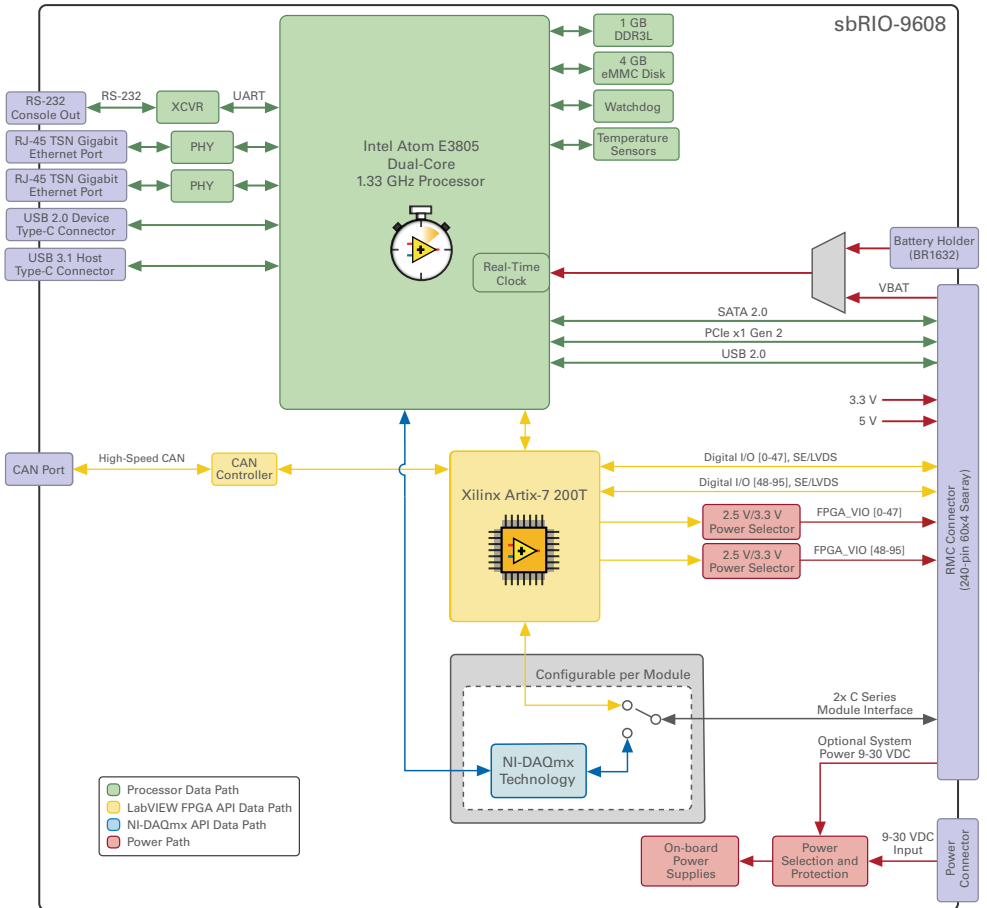 sbRIO-9608
1 GB
DDR3L
4 GB
eMMC Disk
Watchdog
Temperature
Sensors
RS-232
Console Out
RS-232
XCVR
UART
RJ-45 TSN Gigabit
Ethernet Port
PHY
RJ-45 TSN Gigabit
Ethernet Port
PHY
USB 2.0 Device
Type-C Connector
USB 3.1 Host
Type-C Connector
Intel Atom E3805
Dual-Core
1.33 GHz Processor
Real-Time
Clock
Battery Holder
(BR1632)
VBAT
SATA 2.0
PCIe x1 Gen 2
USB 2.0
3.3 V
5 V
CAN Port
High-Speed CAN
CAN
Controller
Xilinx Artix-7 200T
Digital I/O [0-47], SE/LVDS
Digital I/O [48-95], SE/LVDS
2.5 V/3.3 V
Power Selector
FPGA_VIO [0-47]
2.5 V/3.3 V
Power Selector
FPGA_VIO [48-95]
RMC Connector
(240-pin 60x4 Searay)
Configurable per Module
NI-DAQmx
Technology
2x C Series
Module Interface
Optional System
Power 9-30 VDC
Processor Data Path
LabVIEW FPGA API Data Path
NI-DAQmx API Data Path
Power Path
On-board
Power
Supplies
Power
Selection and
Protection
9-30 VDC
Input
Power
Connector